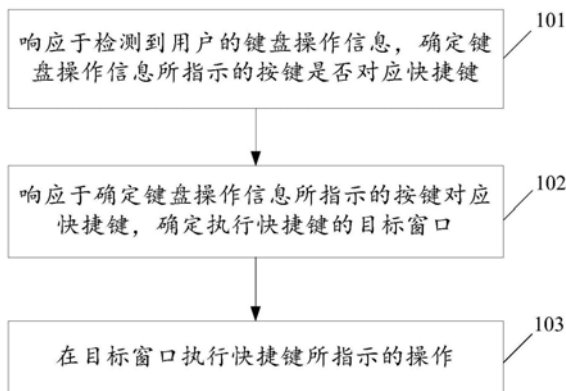 响应于检测到用户的键盘操作信息，确定键
盘操作信息所指示的按键是否对应快捷键
101
响应于确定键盘操作信息所指示的按键对应
快捷键，确定执行快捷键的目标窗口
102
在目标窗口执行快捷键所指示的操作
103